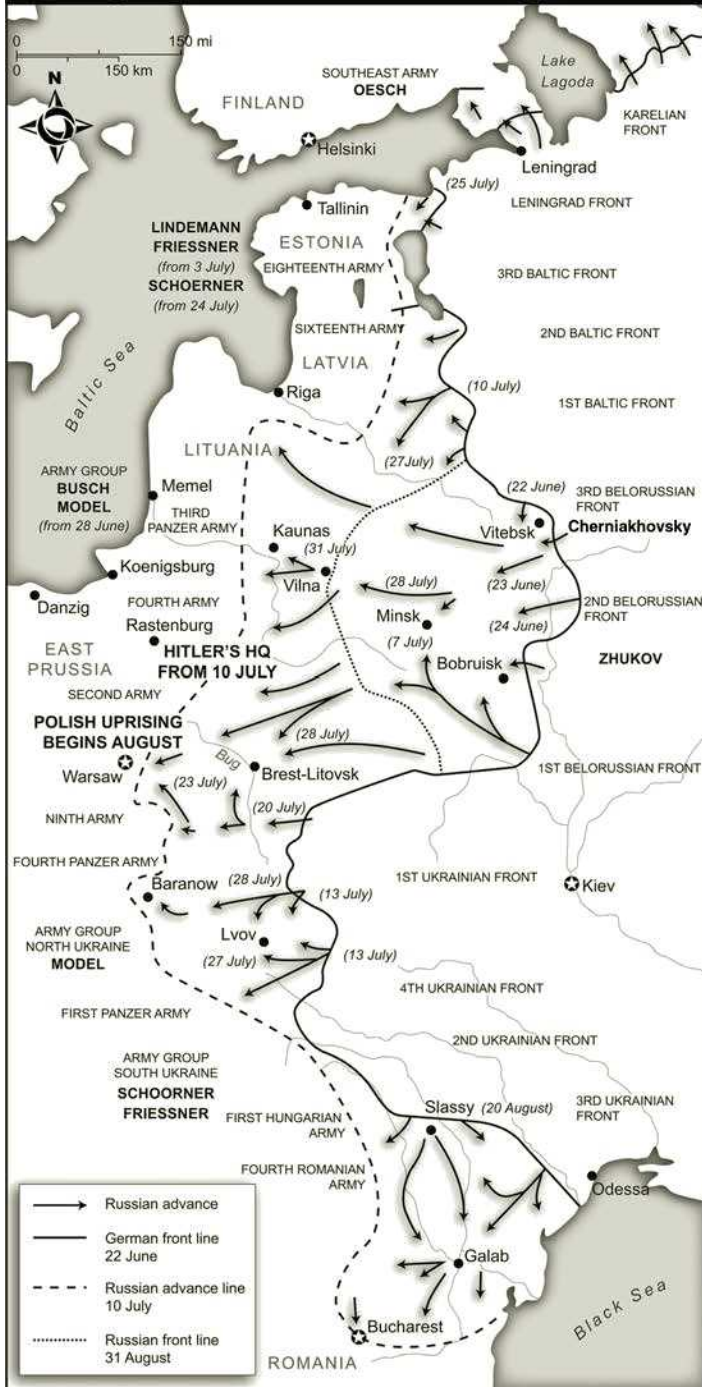 0
150 mi
0
150 km
N
FINLAND
SOUTHEAST ARMY
OESCH
Lake
Lagoda
KARELIAN
FRONT
Helsinki
Leningrad
(25 July)
LENINGRAD FRONT
Tallinin
LINDEMANN
FRIESSNER
(from 3 July)
SCHOERNER
(from 24 July)
ESTONIA
EIGHTEENTH ARMY
3RD BALTIC FRONT
SIXTEENTH ARMY
2ND BALTIC FRONT
LATVIA
Baltic Sea
Riga
(10 July)
1ST BALTIC FRONT
LITUANIA
(27July)
ARMY GROUP
BUSCH
MODEL
(from 28 June)
Memel
THIRD
PANZER ARMY
(22 June)
3RD BELORUSSIAN
FRONT
Vitebsk
Cherniakhovsky
Kaunas
(31 July)
Vilna
(23 June)
Koenigsburg
Danzig
FOURTH ARMY
(28 July)
Minsk
(7 July)
(24 June)
2ND BELORUSSIAN
FRONT
Rastenburg
EAST
PRUSSIA
HITLER'S HQ
FROM 10 JULY
ZHUKOV
Bobruisk
SECOND ARMY
POLISH UPRISING
BEGINS AUGUST
Warsaw
(28 July)
Bug
Brest-Litovsk
1ST BELORUSSIAN FRONT
(23 July)
(20 July)
NINTH ARMY
FOURTH PANZER ARMY
1ST UKRAINIAN FRONT
Kiev
Baranow
(28 July)
(13 July)
ARMY GROUP
NORTH UKRAINE
MODEL
Lvov
(27 July)
(13 July)
4TH UKRAINIAN FRONT
FIRST PANZER ARMY
2ND UKRAINIAN FRONT
ARMY GROUP
SOUTH UKRAINE
SCHOORNER
FRIESSNER
3RD UKRAINIAN
FRONT
Slassy (20 August)
FIRST HUNGARIAN
ARMY
FOURTH ROMANIAN
ARMY
Odessa
Galab
Black Sea
Bucharest
ROMANIA
Russian advance
German front line
22 June
Russian advance line
10 July
Russian front line
31 August